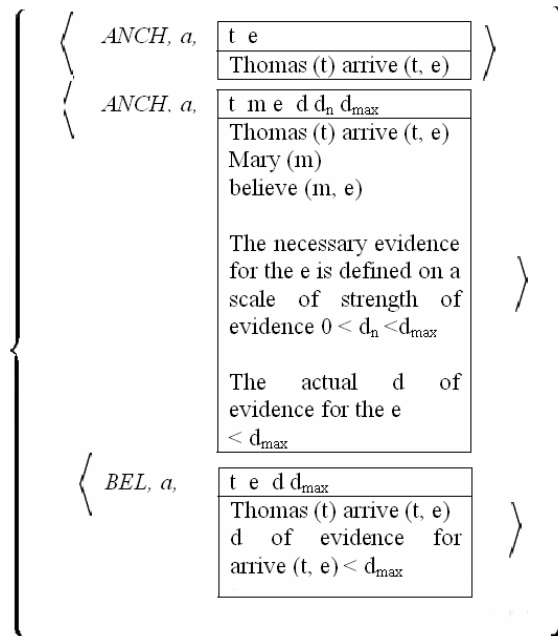 ANCH, a, t e
Thomas (t) arrive (t, e)
ANCH, a, t m e d dₙ dmax
Thomas (t) arrive (t, e)
Mary (m)
believe (m, e)
The necessary evidence
for the e is defined on a
scale of strength of
evidence 0 < dₙ <dmax
The actual d of
evidence for the e
< dmax
BEL, a, t e d dmax
Thomas (t) arrive (t, e)
d of evidence for
arrive (t, e) < dmax